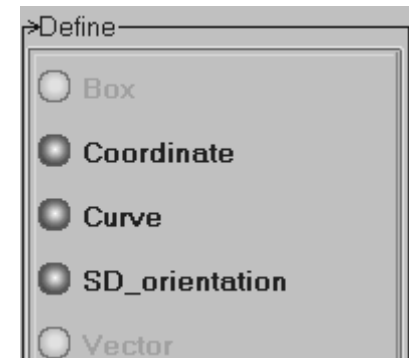 >Define
Box
Coordinate
Curve
SD_orientation
Vector